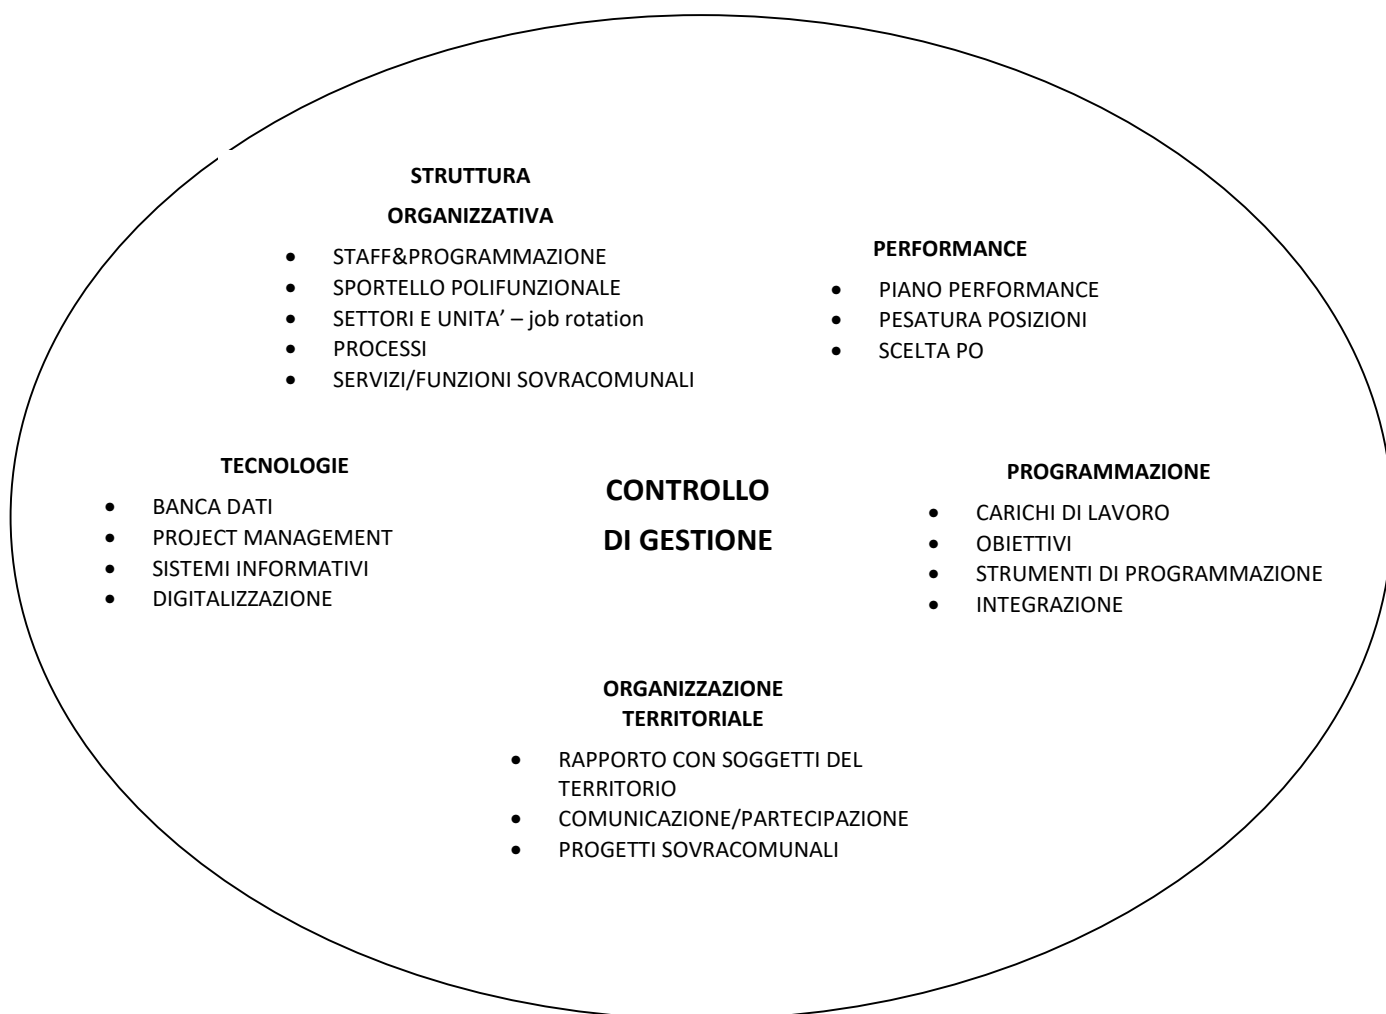 STRUTTURA
ORGANIZZATIVA
• STAFF&PROGRAMMAZIONE
• SPORTELLO POLIFUNZIONALE
• SETTORI E UNITA’ – job rotation
• PROCESSI
• SERVIZI/FUNZIONI SOVRACOMUNALI
PERFORMANCE
• PIANO PERFORMANCE
• PESATURA POSIZIONI
• SCELTA PO
TECNOLOGIE
• BANCA DATI
• PROJECT MANAGEMENT
• SISTEMI INFORMATIVI
• DIGITALIZZAZIONE
CONTROLLO
DI GESTIONE
PROGRAMMAZIONE
• CARICHI DI LAVORO
• OBIETTIVI
• STRUMENTI DI PROGRAMMAZIONE
• INTEGRAZIONE
ORGANIZZAZIONE
TERRITORIALE
• RAPPORTO CON SOGGETTI DEL
TERRITORIO
• COMUNICAZIONE/PARTECIPAZIONE
• PROGETTI SOVRACOMUNALI